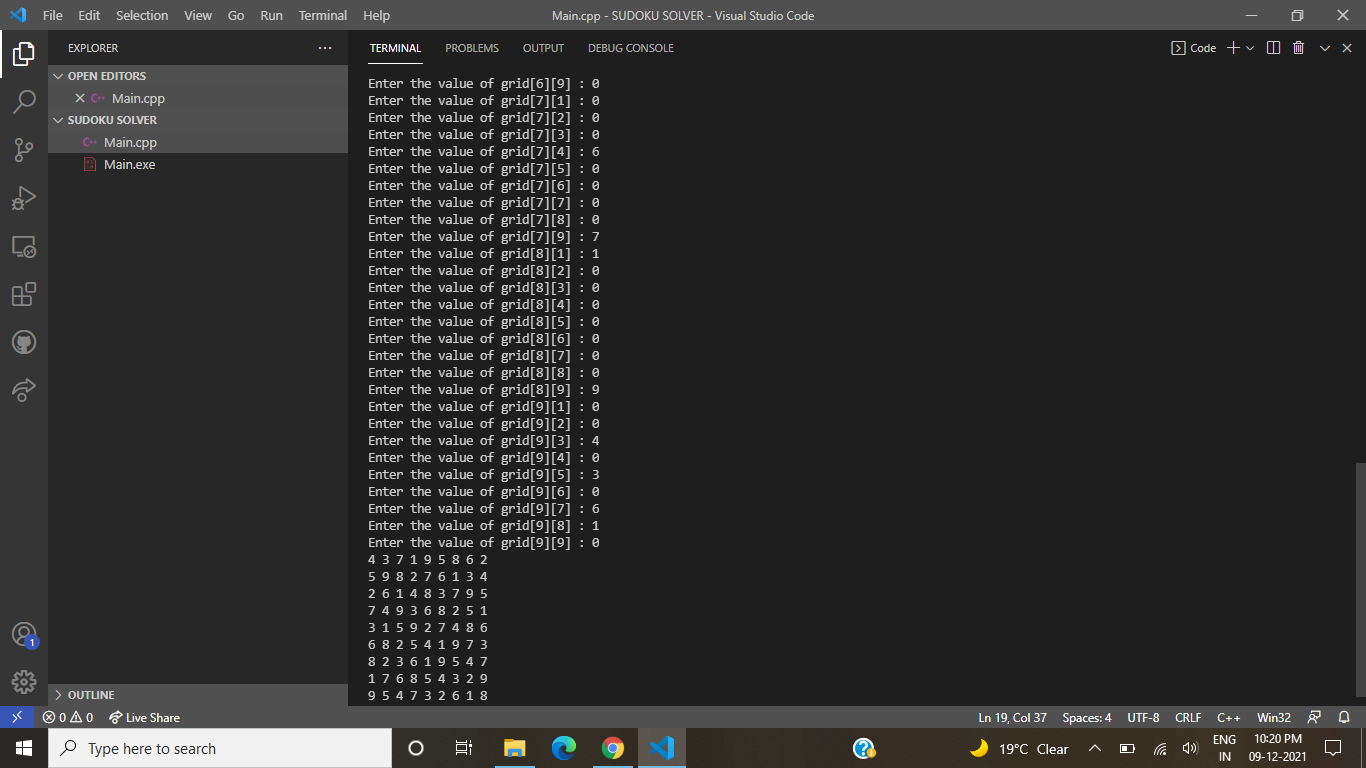 File Edit Selection View Go Run Terminal Help Main.cpp - SUDOKU SOLVER - Visual Studio Code
EXPLORER
OPEN EDITORS
Main.cpp
SUDOKU SOLVER
Main.cpp
Main.exe
OUTLINE
TERMINAL PROBLEMS OUTPUT DEBUG CONSOLE Code
Enter the value of grid[6][9] : 0
Enter the value of grid[7][1] : 0
Enter the value of grid[7][2] : 0
Enter the value of grid[7][3] : 0
Enter the value of grid[7][4] : 6
Enter the value of grid[7][5] : 0
Enter the value of grid[7][6] : 0
Enter the value of grid[7][7] : 0
Enter the value of grid[7][8] : 0
Enter the value of grid[7][9] : 7
Enter the value of grid[8][1] : 1
Enter the value of grid[8][2] : 0
Enter the value of grid[8][3] : 0
Enter the value of grid[8][4] : 0
Enter the value of grid[8][5] : 0
Enter the value of grid[8][6] : 0
Enter the value of grid[8][7] : 0
Enter the value of grid[8][8] : 0
Enter the value of grid[8][9] : 9
Enter the value of grid[9][1] : 0
Enter the value of grid[9][2] : 0
Enter the value of grid[9][3] : 4
Enter the value of grid[9][4] : 0
Enter the value of grid[9][5] : 3
Enter the value of grid[9][6] : 0
Enter the value of grid[9][7] : 6
Enter the value of grid[9][8] : 1
Enter the value of grid[9][9] : 0
4 3 7 1 9 5 8 6 2
5 9 8 2 7 6 1 3 4
2 6 1 4 8 3 7 9 5
7 4 9 3 6 8 2 5 1
3 1 5 9 2 7 4 8 6
6 8 2 5 4 1 9 7 3
8 2 3 6 1 9 5 4 7
1 7 6 8 5 4 3 2 9
9 5 4 7 3 2 6 1 8
1
0 0 Live Share Ln 19, Col 37 Spaces: 4 UTF-8 CRLF C++ Win32
Type here to search 19°C Clear ENG IN 10:20 PM 09-12-2021